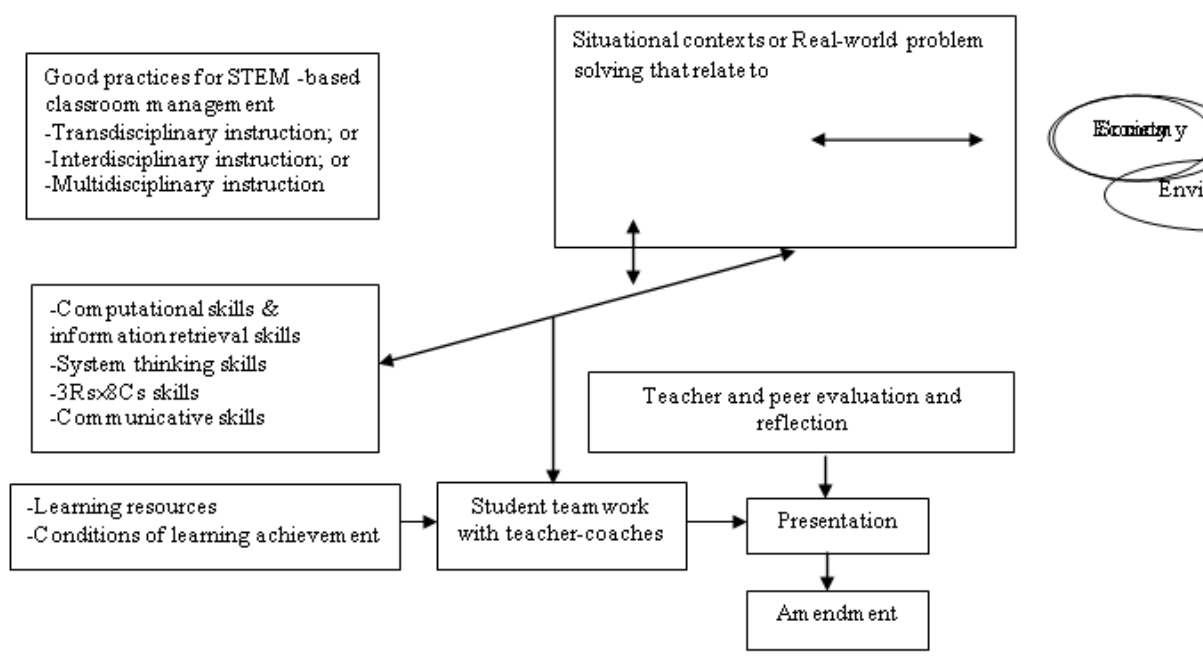 Situational contexts or Real-world problem
solving that relate to
Good practices for STEM -based
classroom management
-Transdisciplinary instruction; or
-Interdisciplinary instruction; or
-Multidisciplinary instruction
Envi
-Computational skills &
information retrieval skills
-System thinking skills
-3Rsx8Cs skills
-Communicative skills
Teacher and peer evaluation and
reflection
-Learning resources
-Conditions of learning achievement
Student teamwork
with teacher-coaches
Presentation
Amendment